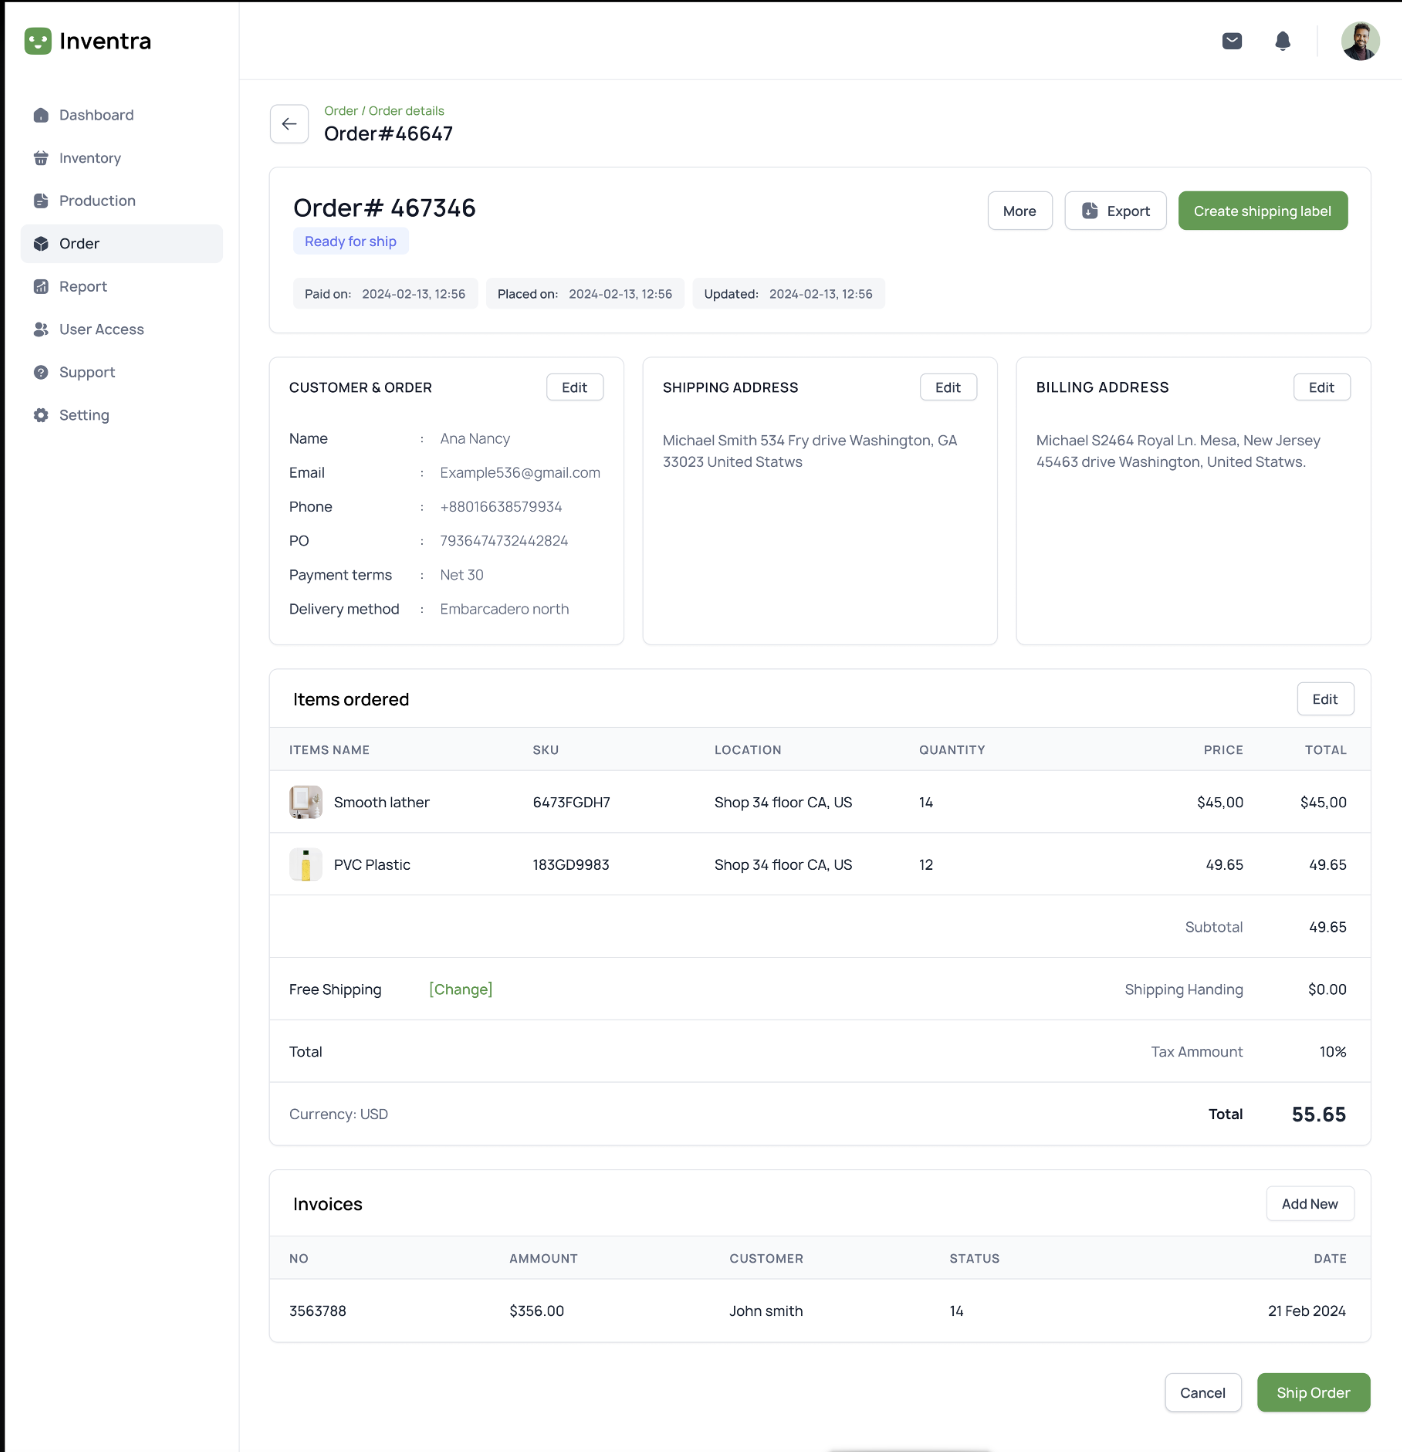 Inventra
Dashboard
Inventory
Production
Order
Report
User Access
Support
Setting
Order / Order details
Order#46647
Order# 467346
Ready for ship
More
Export
Create shipping label
Paid on: 2024-02-13, 12:56
Placed on: 2024-02-13, 12:56
Updated: 2024-02-13, 12:56
CUSTOMER & ORDER
Edit
Name : Ana Nancy
Email : Example536@gmail.com
Phone : +88016638579934
PO : 7936474732442824
Payment terms : Net 30
Delivery method : Embarcadero north
SHIPPING ADDRESS
Edit
Michael Smith 534 Fry drive Washington, GA
33023 United Statws
BILLING ADDRESS
Edit
Michael S2464 Royal Ln. Mesa, New Jersey
45463 drive Washington, United Statws.
Items ordered
Edit
ITEMS NAME SKU LOCATION QUANTITY PRICE TOTAL
Smooth lather 6473FGDH7 Shop 34 floor CA, US 14 $45,00 $45,00
PVC Plastic 183GD9983 Shop 34 floor CA, US 12 49.65 49.65
Subtotal 49.65
Free Shipping [Change] Shipping Handing $0.00
Total Tax Ammount 10%
Currency: USD Total 55.65
Invoices
Add New
NO AMMOUNT CUSTOMER STATUS DATE
3563788 $356.00 John smith 14 21 Feb 2024
Cancel
Ship Order